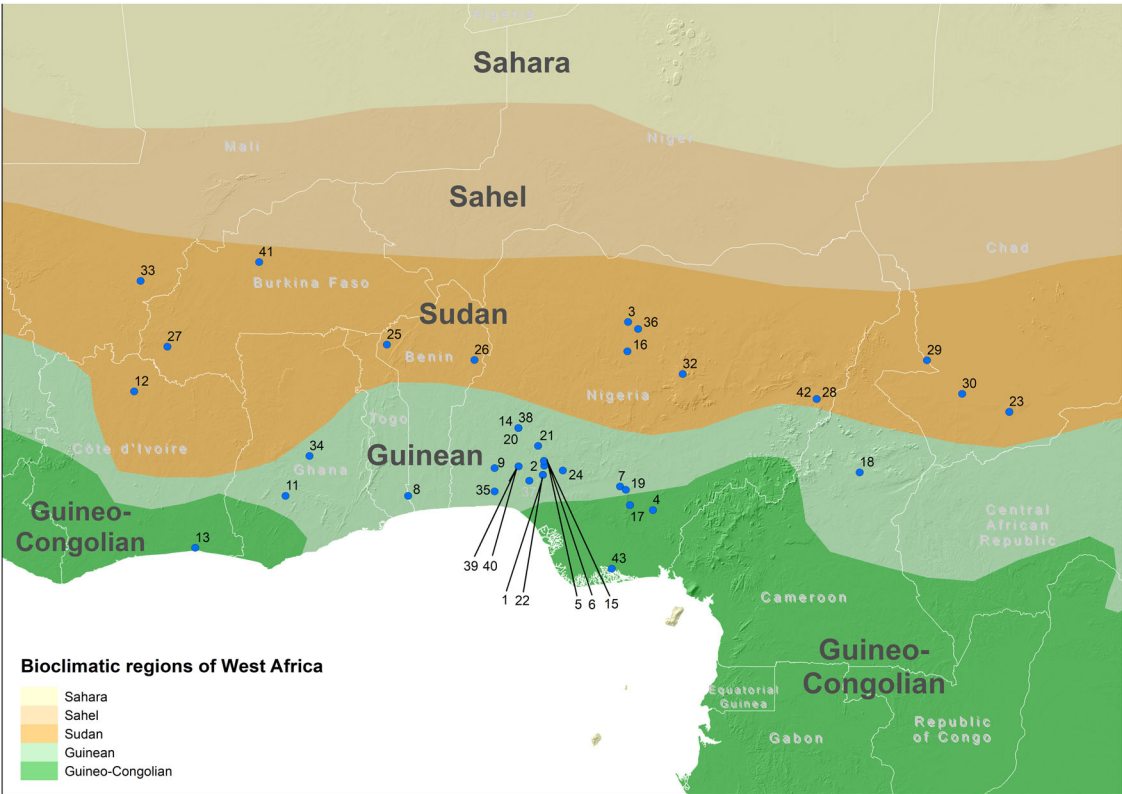 Algeria
Sahara
Niger
Mali
Sahel
Chad
41
33
Burkina Faso
Sudan
3
36
27
25
16
Benin
26
29
32
12
Nigeria
42 28
30
23
Togo
14 38
Côte d'Ivoire
20
21
34
Guinean
Ghana
9
2
24
18
7
19
11
8
35
17
4
Guineo-
Congolian
Central
African
Republic
13
39 40
43
1 22
5 6 15
Cameroon
Guineo-
Congolian
Bioclimatic regions of West Africa
Sahara
Sahel
Sudan
Guinean
Guineo-Congolian
Equatorial
Guinea
Republic
of Congo
Gabon